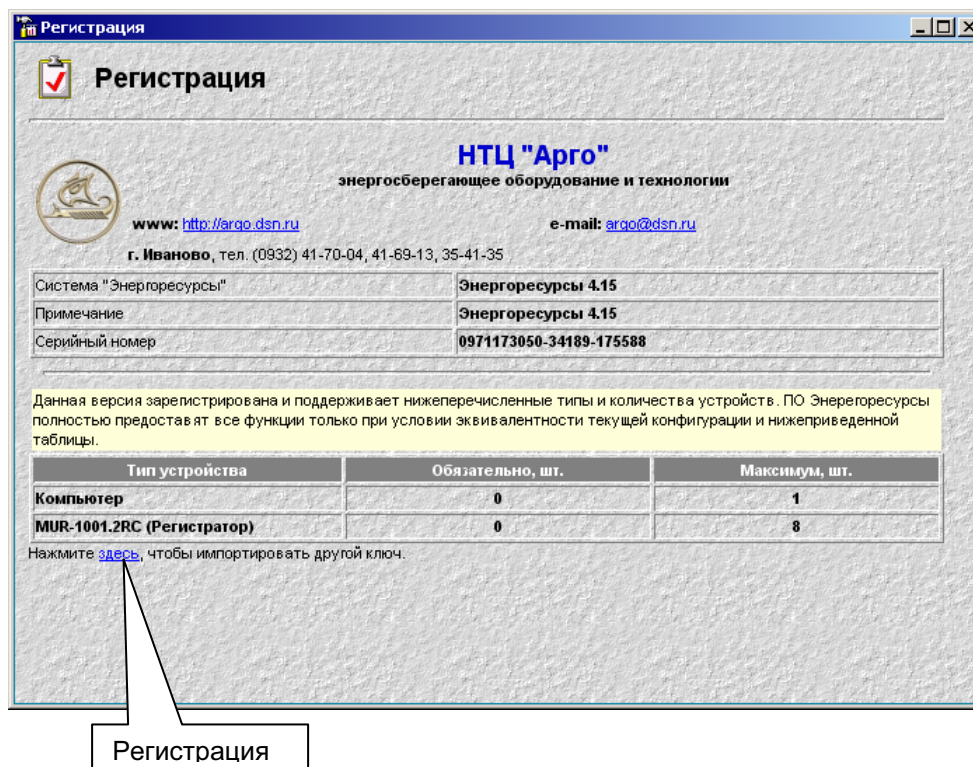 Регистрация
Регистрация
НТЦ "Арго"
энергосберегающее оборудование и технологии
www: http://argo.dsn.ru e-mail: argo@dsn.ru
г. Иваново, тел. (0932) 41-70-04, 41-69-13, 35-41-35
Система "Энергоресурсы" Энергоресурсы 4.15
Примечание Энергоресурсы 4.15
Серийный номер 0971173050-34189-175588
Данная версия зарегистрирована и поддерживает нижеперечисленные типы и количества устройств. ПО Энерегоресурсы
полностью предоставят все функции только при условии эквивалентности текущей конфигурации и нижеприведенной
таблицы.
Тип устройства Обязательно, шт. Максимум, шт.
Компьютер 0 1
MUR-1001.2RC (Регистратор) 0 8
Нажмите здесь, чтобы импортировать другой ключ.
Регистрация